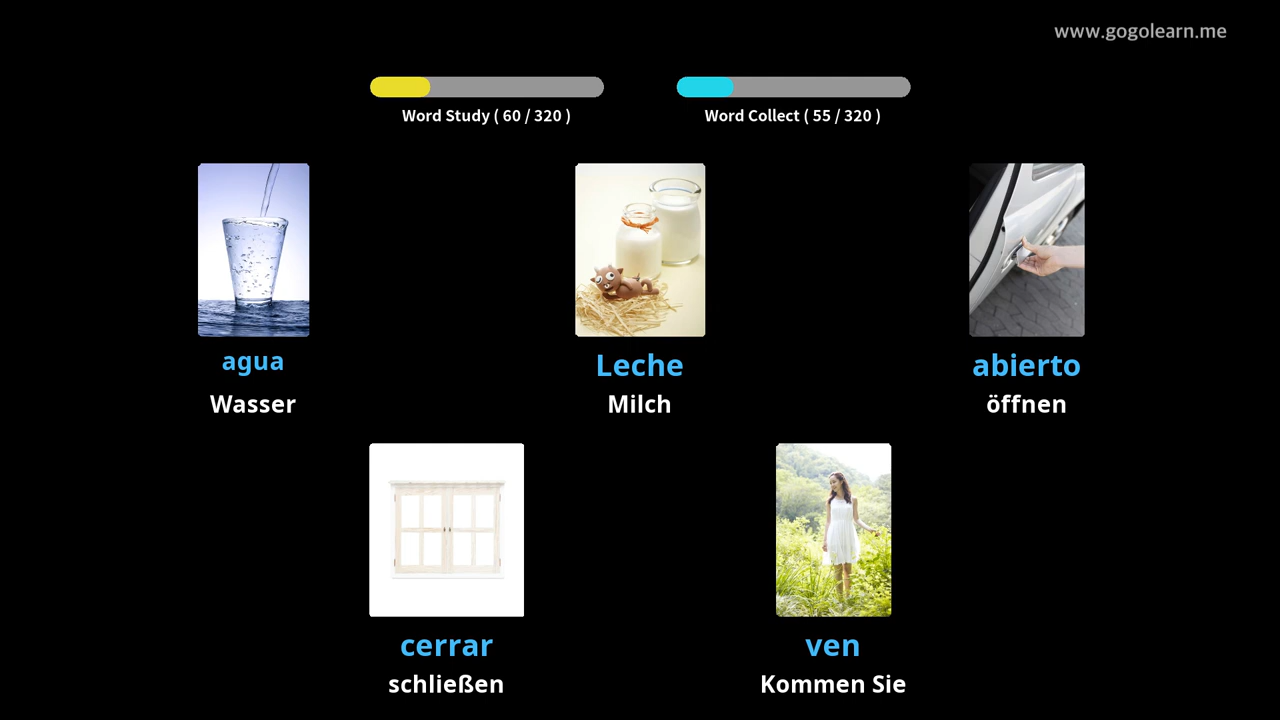 www.gogolearn.me
Word Study ( 60 / 320 )
Word Collect ( 55 / 320 )
agua
Wasser
Leche
Milch
abierto
öffnen
cerrar
schließen
ven
Kommen Sie